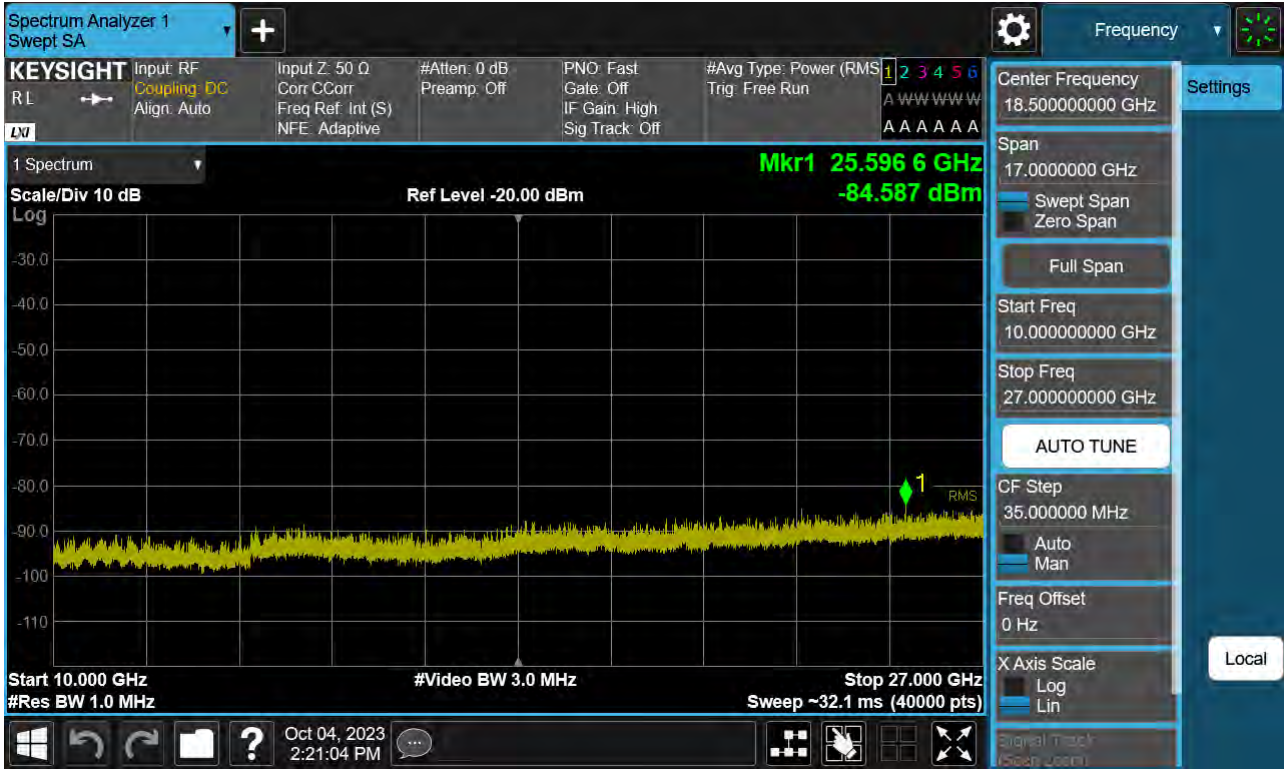 Spectrum Analyzer 1
Swept SA
+
Frequency
KEYSIGHT
RL
LXI
Input: RF
Coupling: DC
Align: Auto
Input Z: 50 Ω
Corr CCorr
Freq Ref: Int (S)
NFE: Adaptive
#Atten: 0 dB
Preamp: Off
PNO: Fast
Gate: Off
IF Gain: High
Sig Track: Off
#Avg Type: Power (RMS
Trig: Free Run
1 2 3 4 5 6
A W W W W W
A A A A A A
1 Spectrum
Scale/Div 10 dB
Log
Ref Level -20.00 dBm
Mkr1 25.596 6 GHz
-84.587 dBm
-30.0
-40.0
-50.0
-60.0
-70.0
-80.0
-90.0
-100
-110
1
RMS
Start 10.000 GHz
#Res BW 1.0 MHz
#Video BW 3.0 MHz
Stop 27.000 GHz
Sweep ~32.1 ms (40000 pts)
Center Frequency
18.500000000 GHz
Span
17.0000000 GHz
Swept Span
Zero Span
Full Span
Start Freq
10.000000000 GHz
Stop Freq
27.000000000 GHz
AUTO TUNE
CF Step
35.000000 MHz
Auto
Man
Freq Offset
0 Hz
X Axis Scale
Log
Lin
Signal Track
(Span Zoom)
Settings
Local
?
Oct 04, 2023
2:21:04 PM